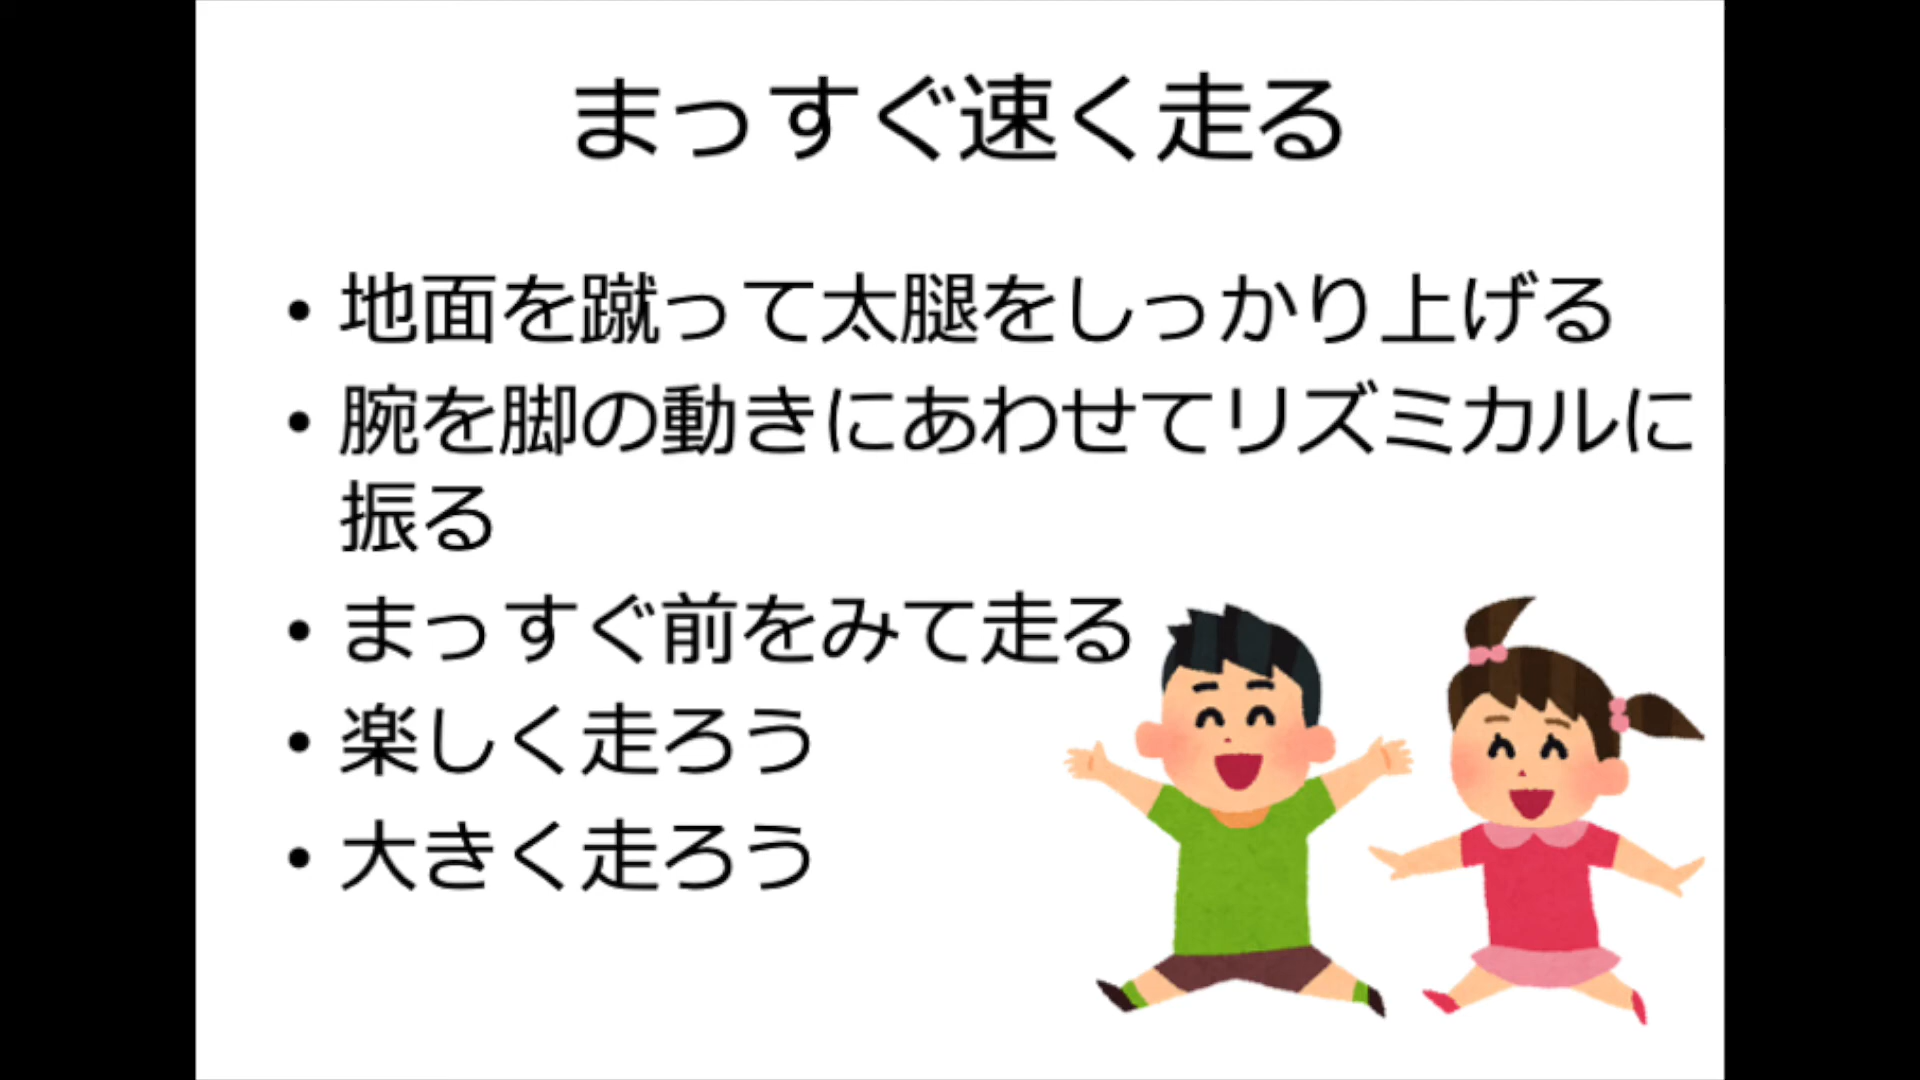 まっすぐ速く走る
• 地面を蹴って太腿をしっかり上げる
• 腕を脚の動きにあわせてリズミカルに
振る
• まっすぐ前をみて走る
• 楽しく走ろう
• 大きく走ろう